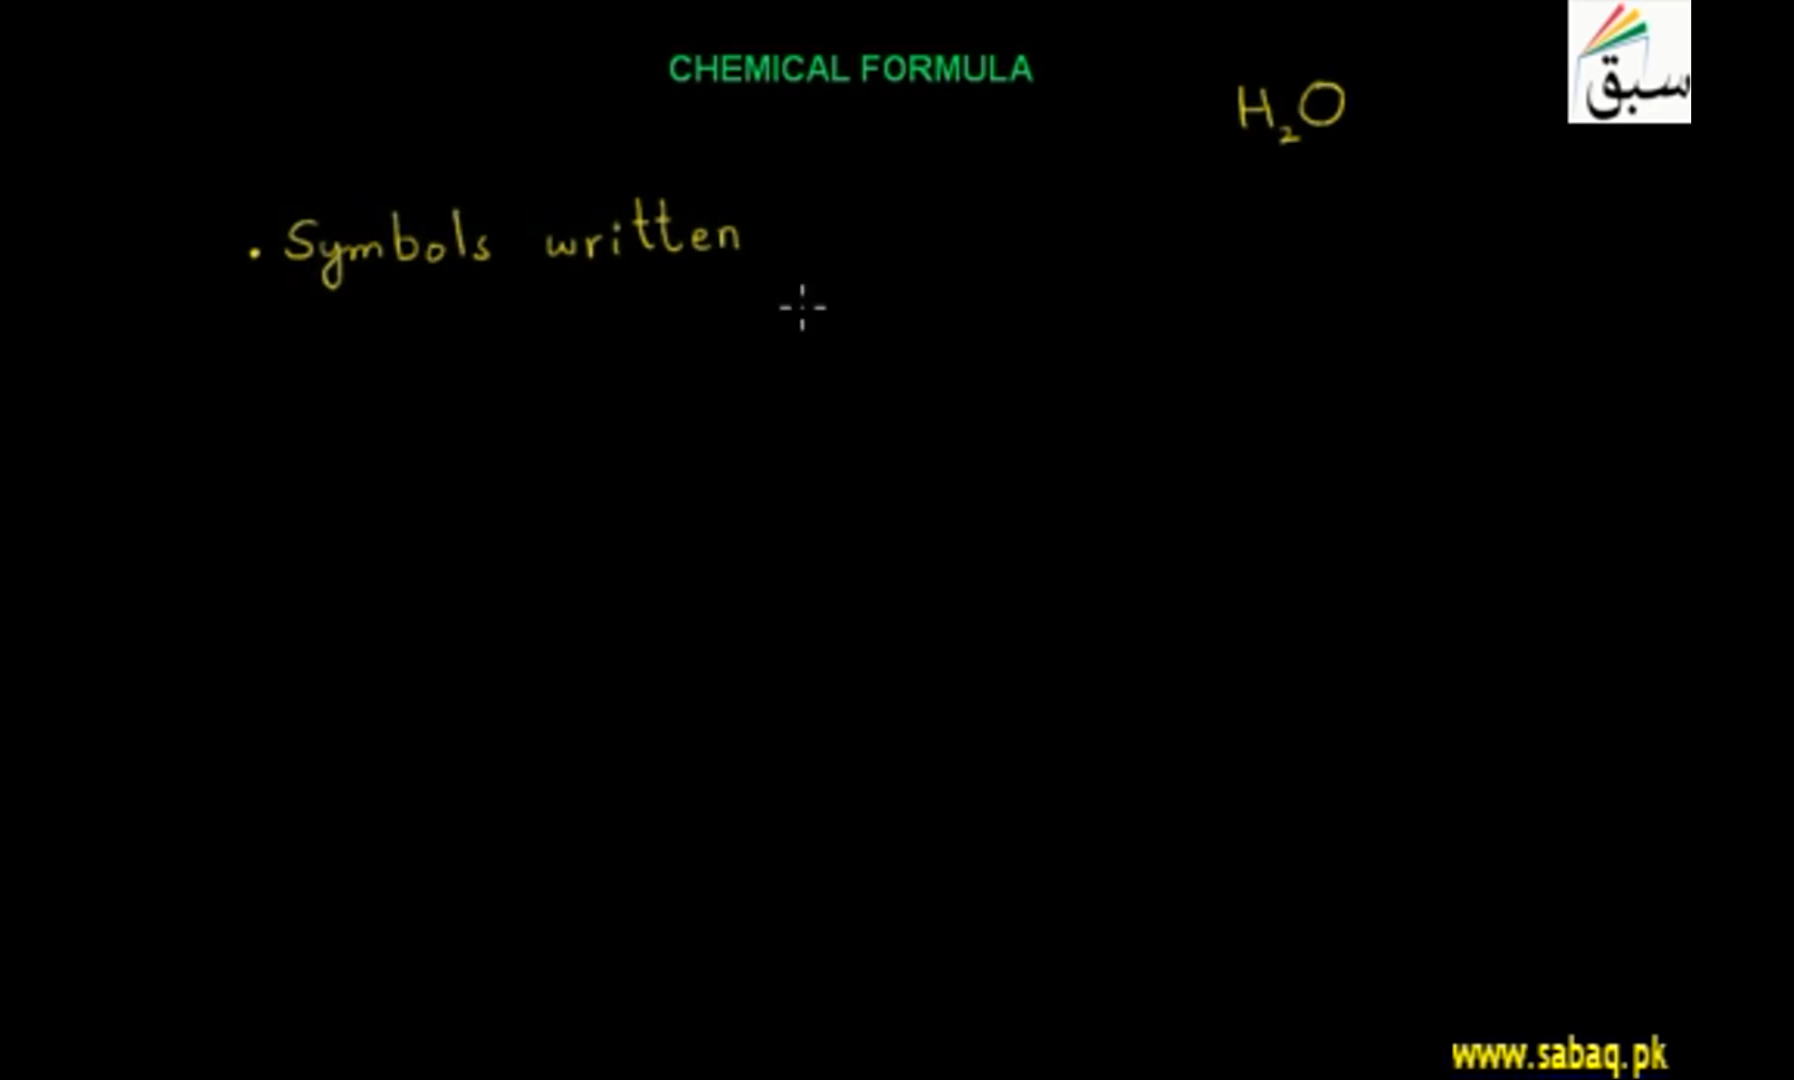 CHEMICAL FORMULA
H₂O
سبق
. Symbols written
www.sabaq.pk